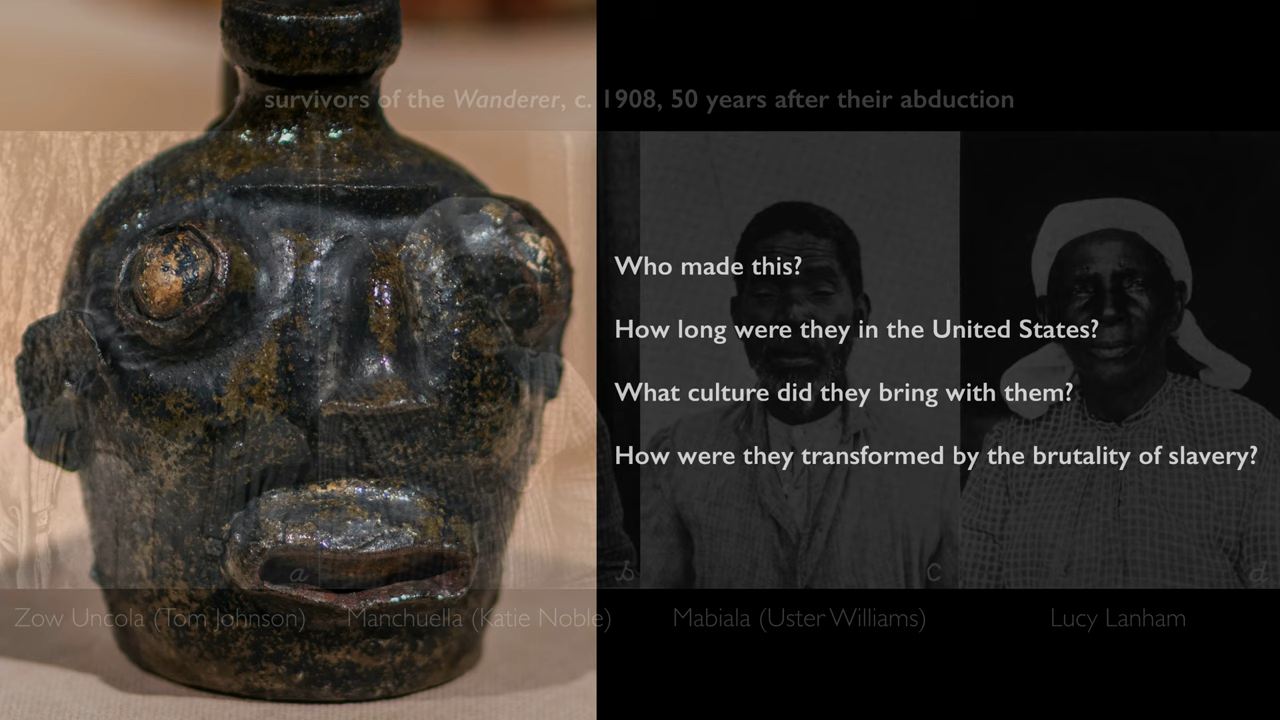 survivors of the Wanderer, c. 1908, 50 years after their abduction
Who made this?
How long were they in the United States?
What culture did they bring with them?
How were they transformed by the brutality of slavery?
a
b
c
d
Zow Uncola (Tom Johnson)
Manchuella (Katie Noble)
Mabiala (Uster Williams)
Lucy Lanham